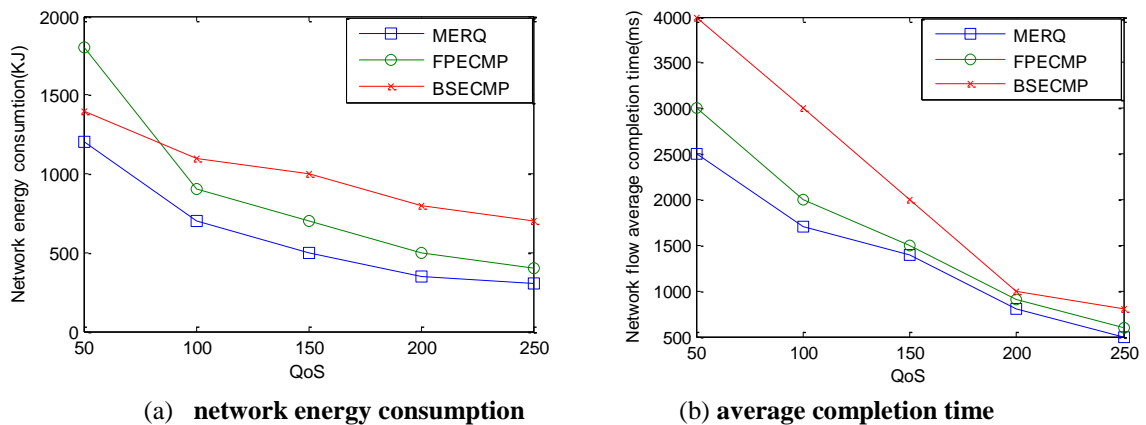 2000
1500
1000
500
0
Network energy consumtion(KJ)
MERQ
FPECMP
BSECMP
50 100 150 200 250
QoS
(a) network energy consumption
4000
3500
3000
2500
2000
1500
1000
500
Network flow average completion time(ms)
MERQ
FPECMP
BSECMP
50 100 150 200 250
QoS
(b) average completion time